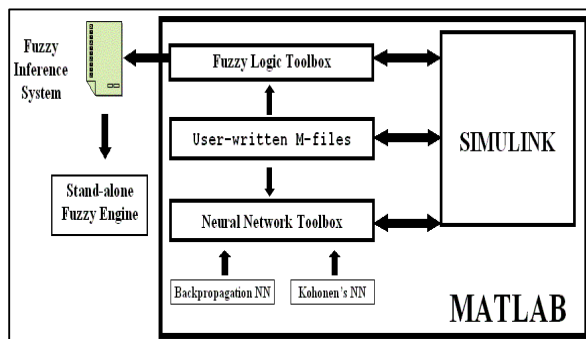 Fuzzy
Inference
System
Fuzzy Logic Toolbox
User-written M-files
SIMULINK
Stand-alone
Fuzzy Engine
Neural Network Toolbox
Backpropagation NN
Kohonen's NN
MATLAB